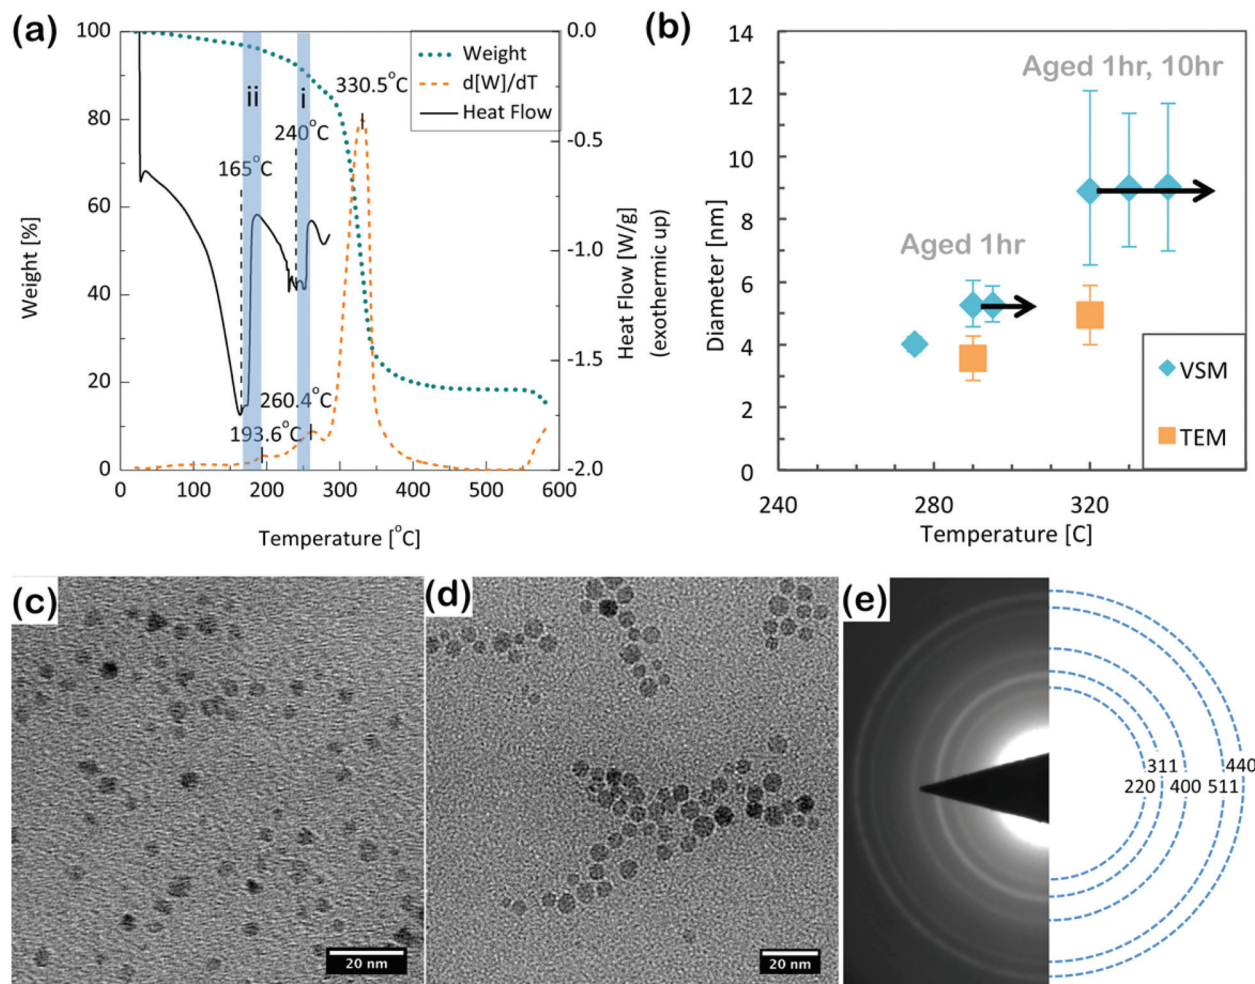 (a)
100
80
60
40
20
0
Weight [%]
0 100 200 300 400 500 600
Temperature [°C]
0.0
-0.5
-1.0
-1.5
-2.0
Heat Flow [W/g]
(exothermic up)
Weight
d[W]/dT
Heat Flow
ii
i
330.5°C
240°C
165°C
260.4°C
193.6°C
(b)
14
12
10
8
6
4
2
0
Diameter [nm]
240 280 320
Temperature [C]
Aged 1hr, 10hr
Aged 1hr
VSM
TEM
(c)
20 nm
(d)
20 nm
(e)
311 440
220 400 511